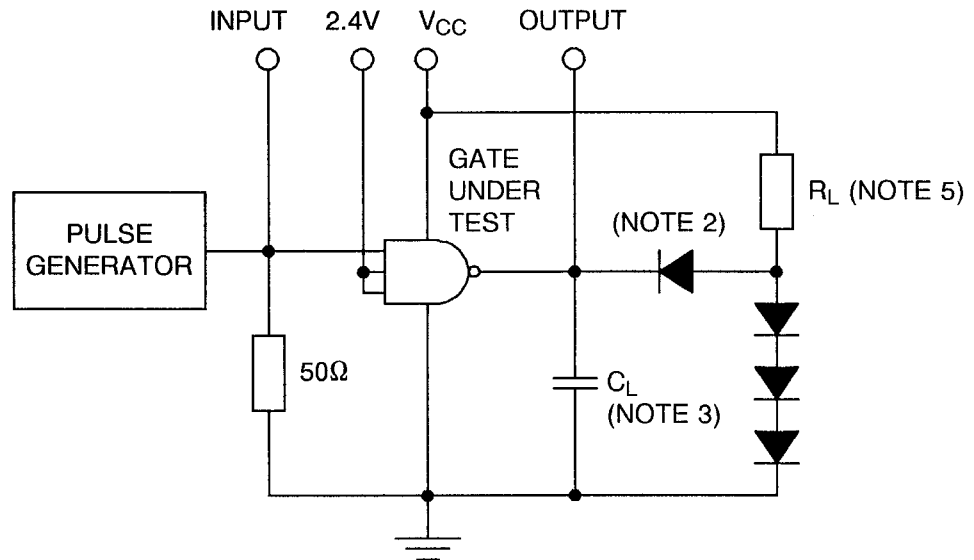 INPUT
2.4V
VCC
OUTPUT
GATE
UNDER
TEST
RL (NOTE 5)
(NOTE 2)
PULSE
GENERATOR
50Ω
CL
(NOTE 3)